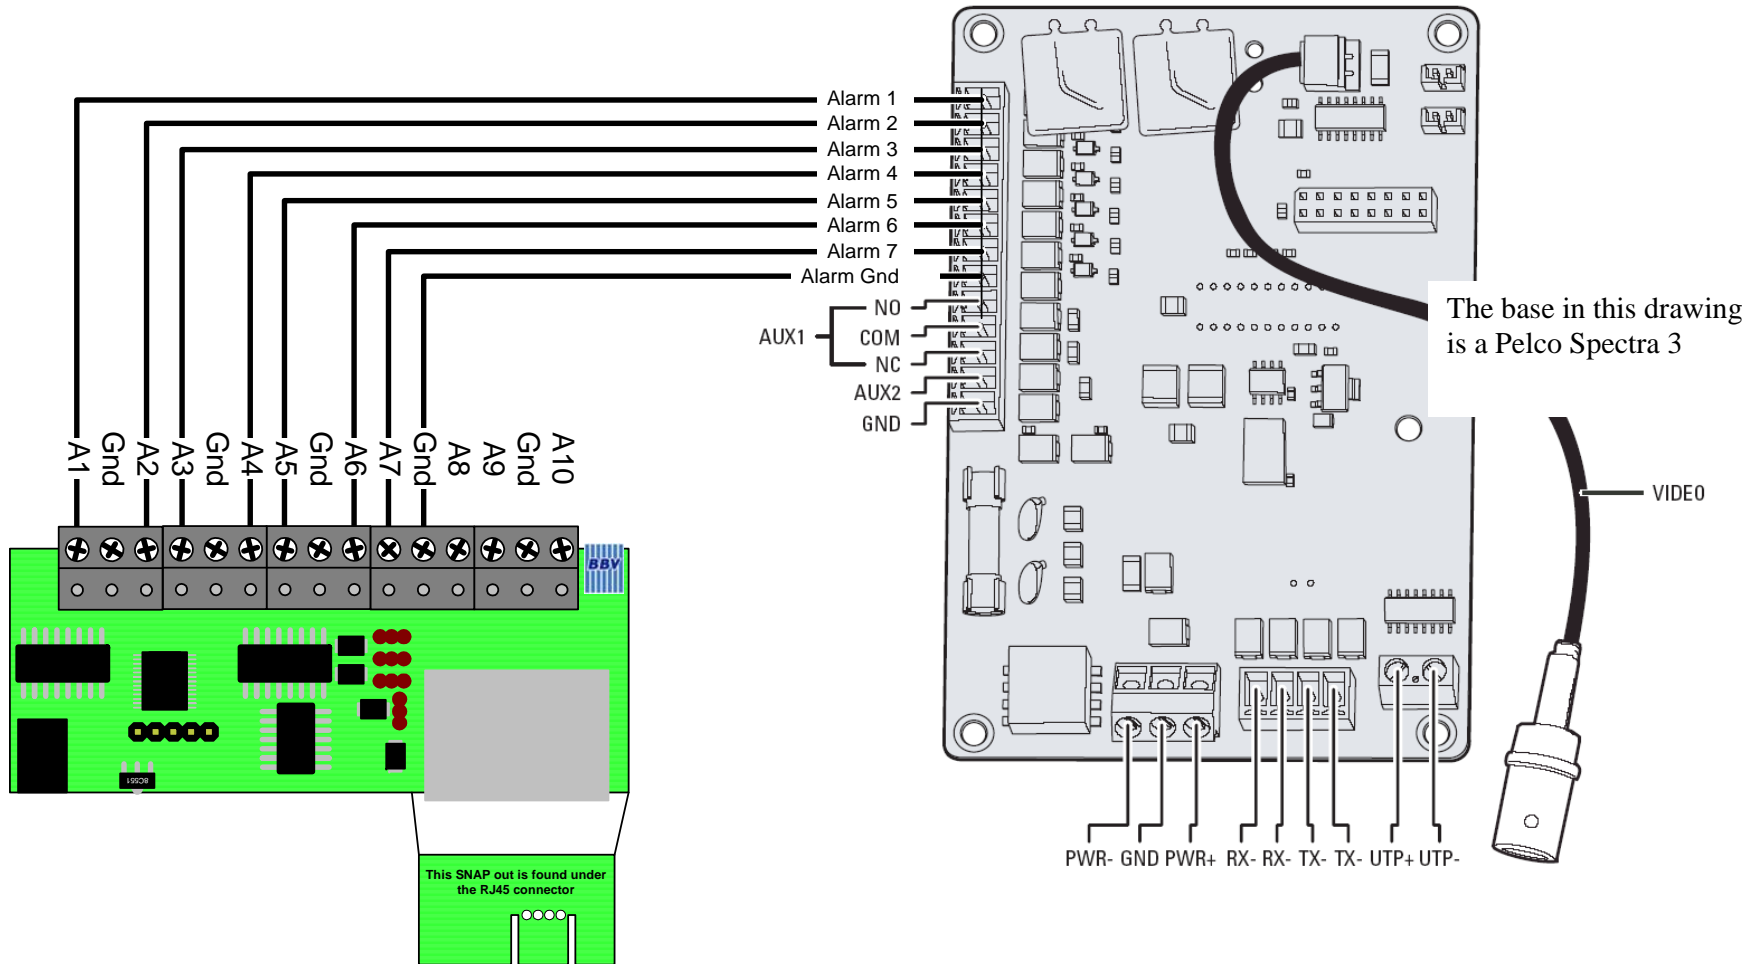 Alarm 1
Alarm 2
Alarm 3
Alarm 4
Alarm 5
Alarm 6
Alarm 7
Alarm Gnd
NO
AUX1
COM
NC
AUX2
GND
The base in this drawing
is a Pelco Spectra 3
VIDEO
A1 Gnd A2 A3 Gnd A4 A5 Gnd A6 A7 Gnd A8 A9 Gnd A10
BBV
8C551
PWR- GND PWR+ RX- RX- TX- TX- UTP+ UTP-
This SNAP out is found under
the RJ45 connector